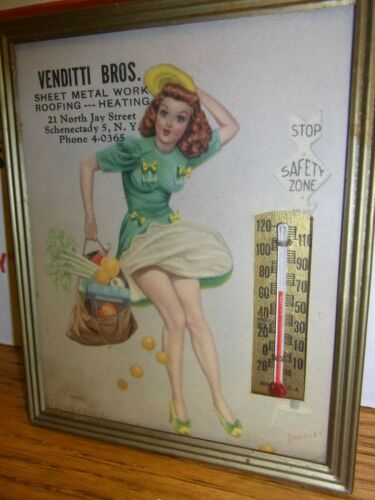 VENDITTI BROS.
SHEET METAL WORK
ROOFING --- HEATING
21 North Jay Street
Schenectady 5, N. Y.
Phone 4-0365
STOP
SAFETY
ZONE
120
110
100
90
80
70
60
50
40
30
20
10
0
10
20